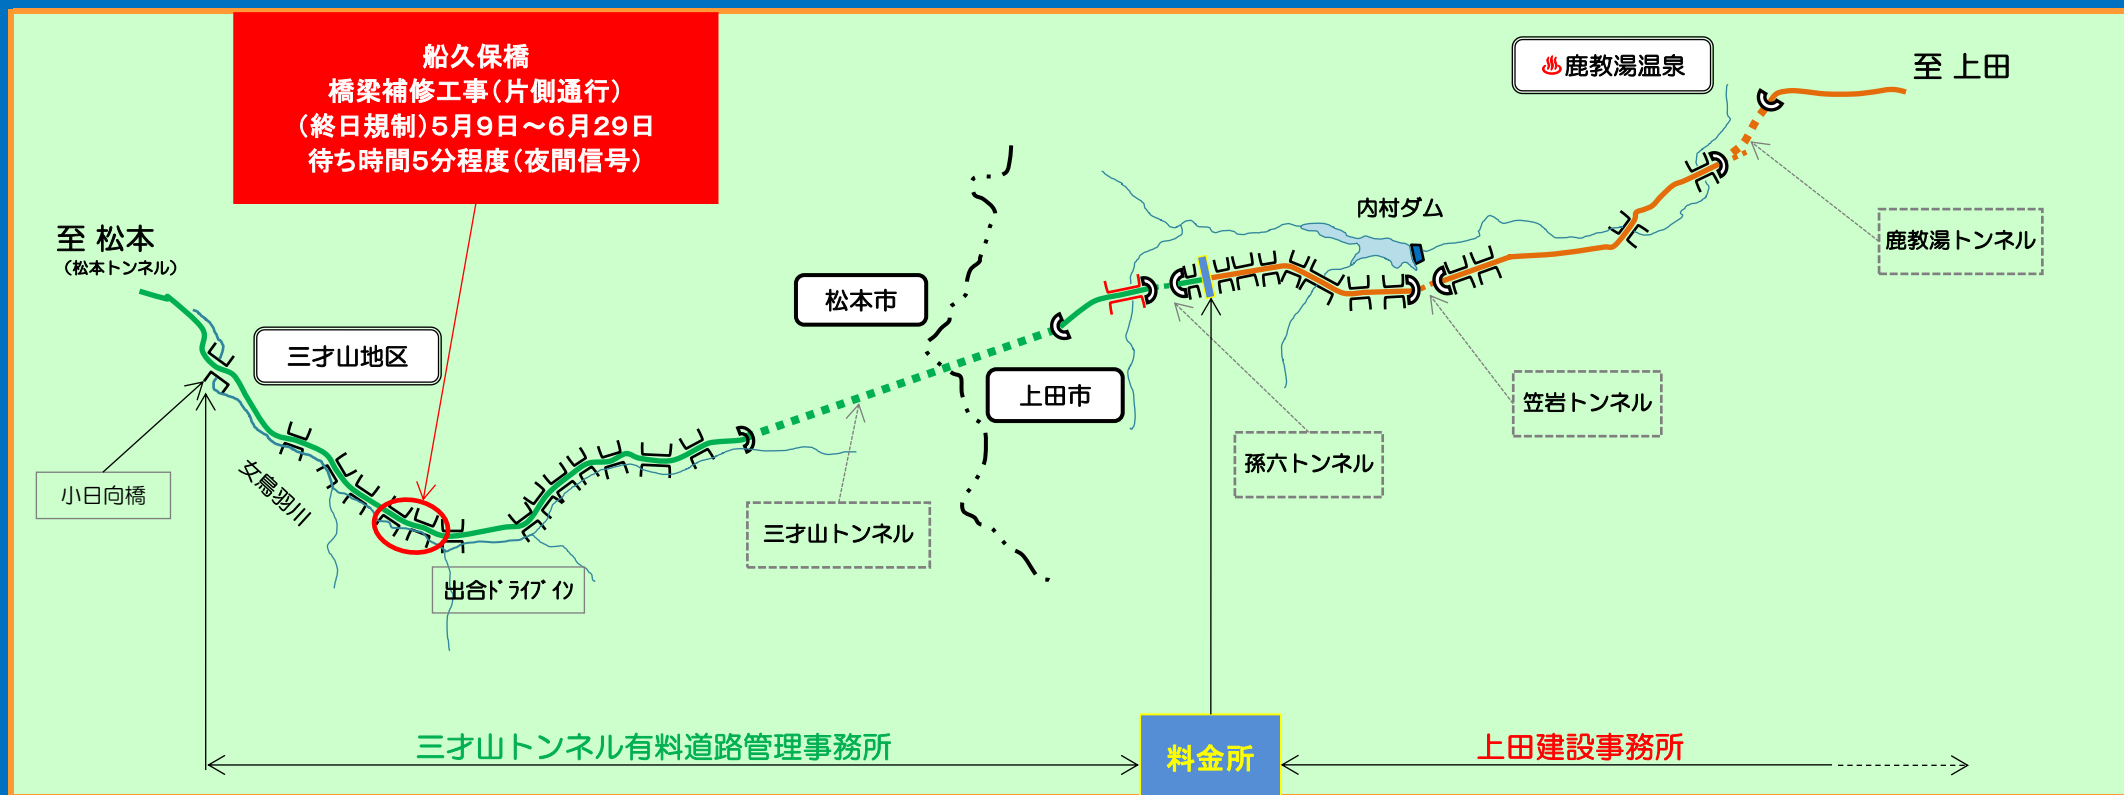 船久保橋
橋梁補修工事(片側通行)
(終日規制)5月9日～6月29日
待ち時間5分程度(夜間信号)
♨鹿教湯温泉
至 上田
至 松本
(松本トンネル)
内村ダム
鹿教湯トンネル
松本市
三才山地区
上田市
笠岩トンネル
孫六トンネル
小日向橋
女鳥羽川
三才山トンネル
出合ドライブイン
三才山トンネル有料道路管理事務所
料金所
上田建設事務所